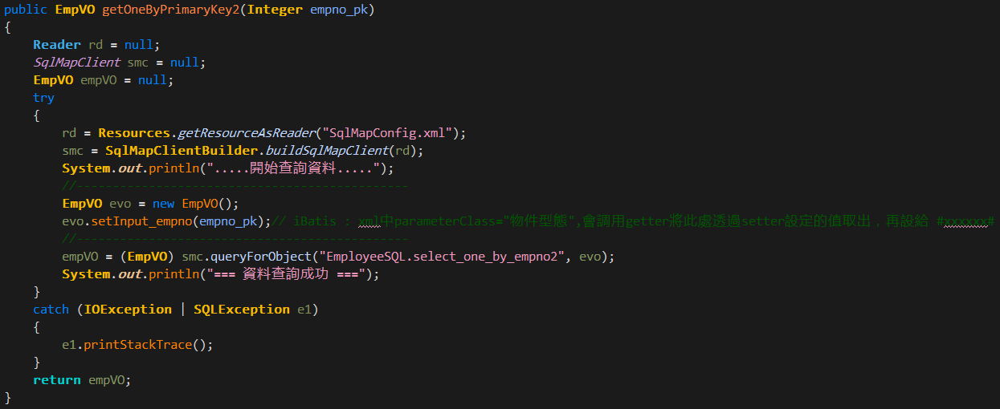 public EmpVO getOneByPrimaryKey2(Integer empno_pk)
{
    Reader rd = null;
    SqlMapClient smc = null;
    EmpVO empVO = null;
    try
    {
        rd = Resources.getResourceAsReader("SqlMapConfig.xml");
        smc = SqlMapClientBuilder.buildSqlMapClient(rd);
        System.out.println(".....開始查詢資料.....");
        //----------------------------------------------
        EmpVO evo = new EmpVO();
        evo.setInput_empno(empno_pk);// iBatis : xml中parameterClass="物件型態",會調用getter將此處透過setter設定的值取出，再設給 #xxxxxx#
        //----------------------------------------------
        empVO = (EmpVO) smc.queryForObject("EmployeeSQL.select_one_by_empno2", evo);
        System.out.println("=== 資料查詢成功 ===");
    }
    catch (IOException | SQLException e1)
    {
        e1.printStackTrace();
    }
    return empVO;
}